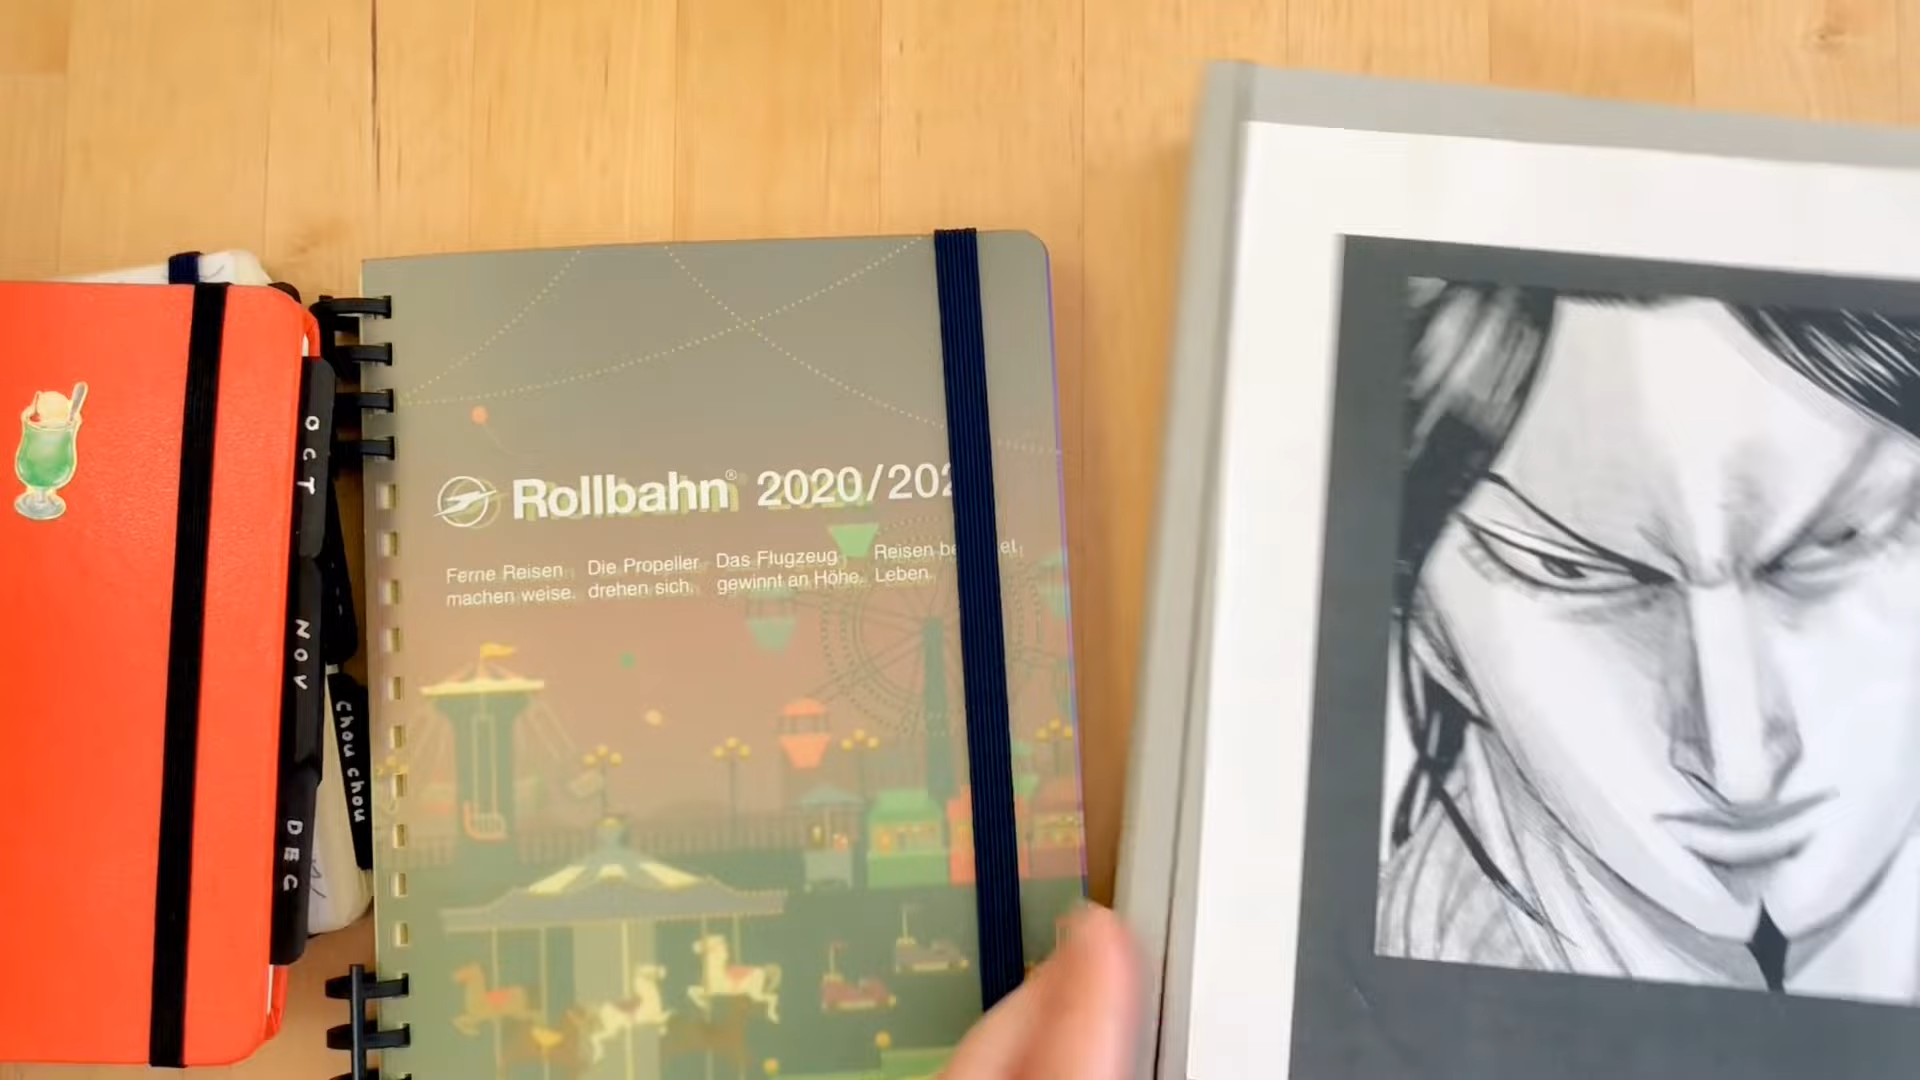 OCT
NOV
DEC
chou chou
Rollbahn® 2020/202
Ferne Reisen
machen weise.
Die Propeller
drehen sich.
Das Flugzeug
gewinnt an Höhe.
Reisen
Leben.